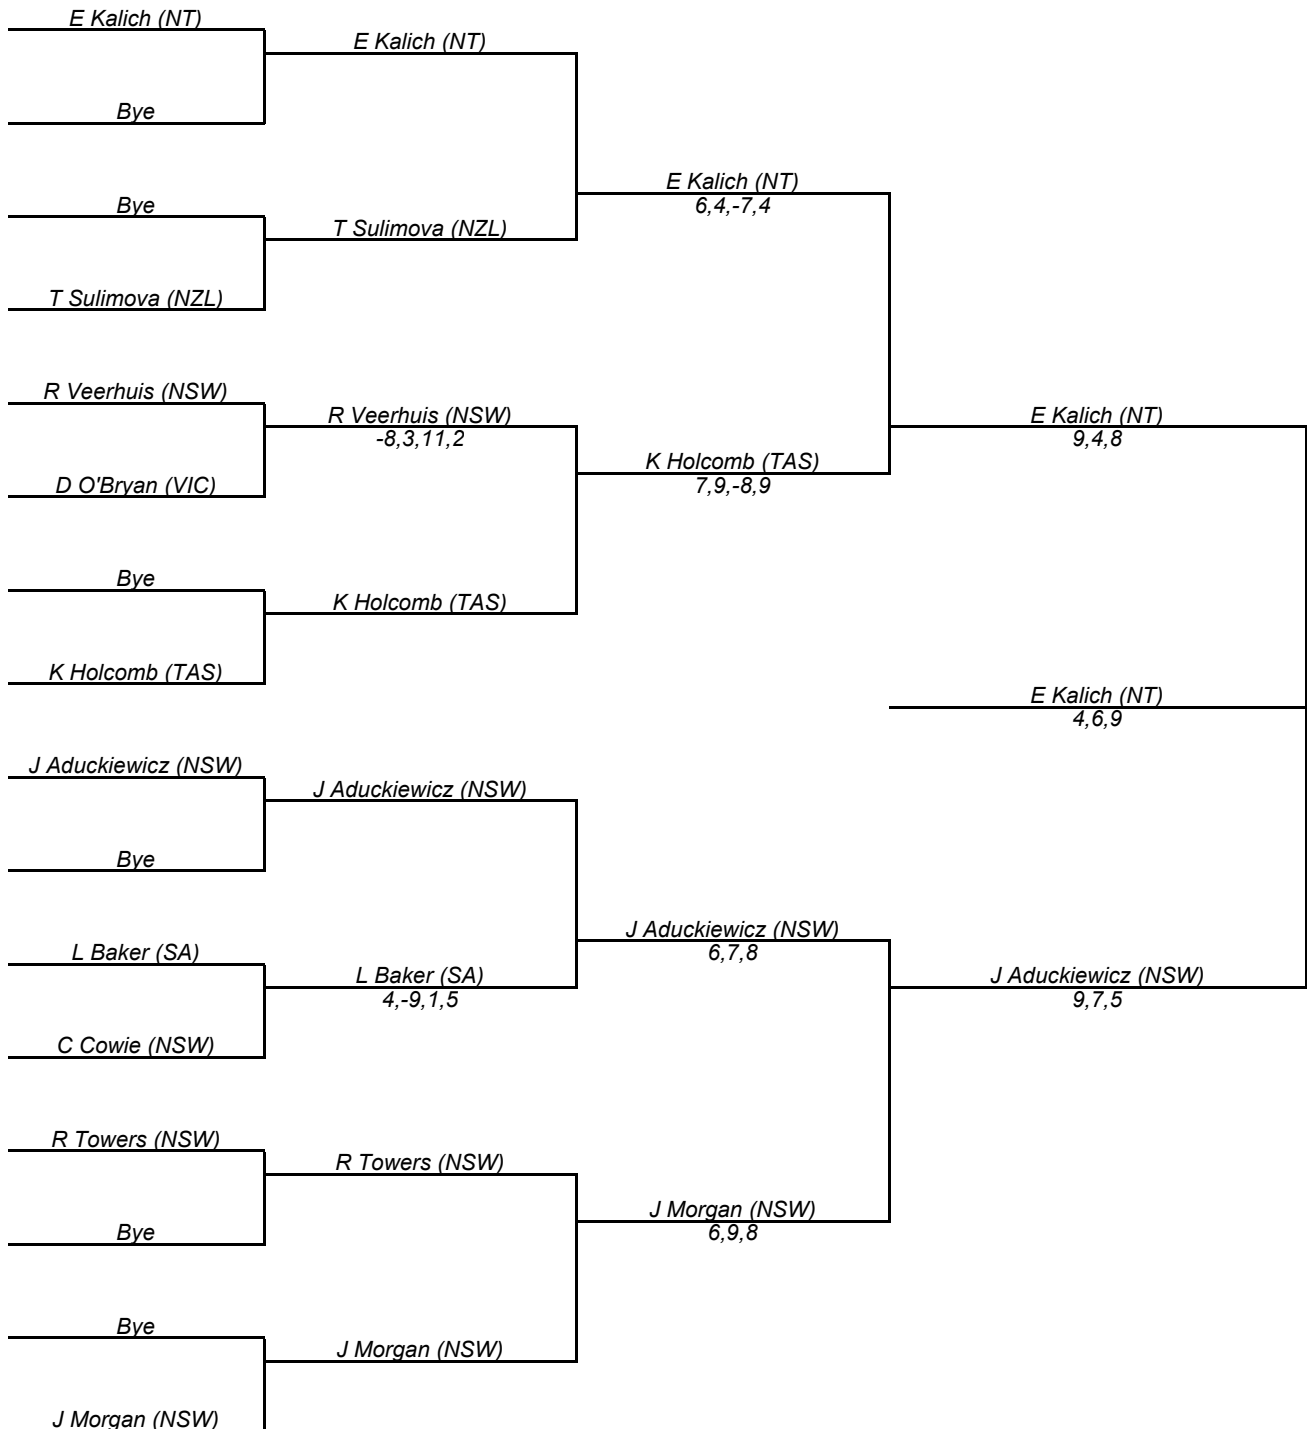 E Kalich (NT)
Bye
Bye
T Sulimova (NZL)
R Veerhuis (NSW)
D O'Bryan (VIC)
Bye
K Holcomb (TAS)
J Aduckiewicz (NSW)
Bye
L Baker (SA)
C Cowie (NSW)
R Towers (NSW)
Bye
Bye
J Morgan (NSW)
E Kalich (NT)
T Sulimova (NZL)
R Veerhuis (NSW)
-8,3,11,2
K Holcomb (TAS)
J Aduckiewicz (NSW)
L Baker (SA)
4,-9,1,5
R Towers (NSW)
J Morgan (NSW)
E Kalich (NT)
6,4,-7,4
K Holcomb (TAS)
7,9,-8,9
J Aduckiewicz (NSW)
6,7,8
J Morgan (NSW)
6,9,8
E Kalich (NT)
9,4,8
E Kalich (NT)
4,6,9
J Aduckiewicz (NSW)
9,7,5